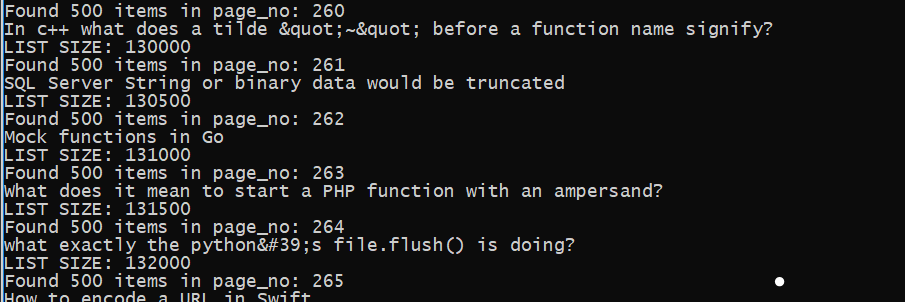 Found 500 items in page_no: 260
In c++ what does a tilde &quot;~&quot; before a function name signify?
LIST SIZE: 130000
Found 500 items in page_no: 261
SQL Server String or binary data would be truncated
LIST SIZE: 130500
Found 500 items in page_no: 262
Mock functions in Go
LIST SIZE: 131000
Found 500 items in page_no: 263
What does it mean to start a PHP function with an ampersand?
LIST SIZE: 131500
Found 500 items in page_no: 264
what exactly the python&#39;s file.flush() is doing?
LIST SIZE: 132000
Found 500 items in page_no: 265
How to encode a URL in Swift